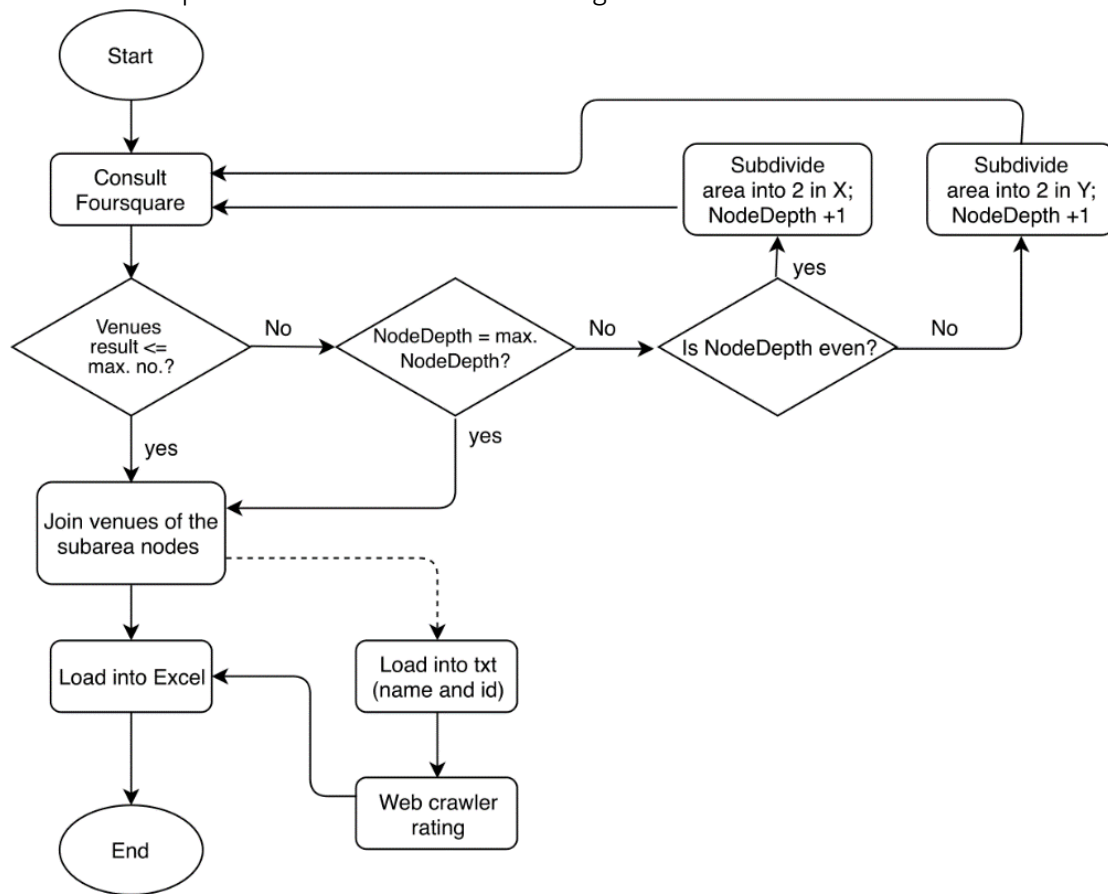 Start
Consult
Foursquare
Subdivide
area into 2 in X;
NodeDepth +1
Subdivide
area into 2 in Y;
NodeDepth +1
yes
Venues
result <=
max. no.?
No
NodeDepth = max.
NodeDepth?
No
Is NodeDepth even?
No
yes
yes
Join venues of the
subarea nodes
Load into Excel
Load into txt
(name and id)
Web crawler
rating
End